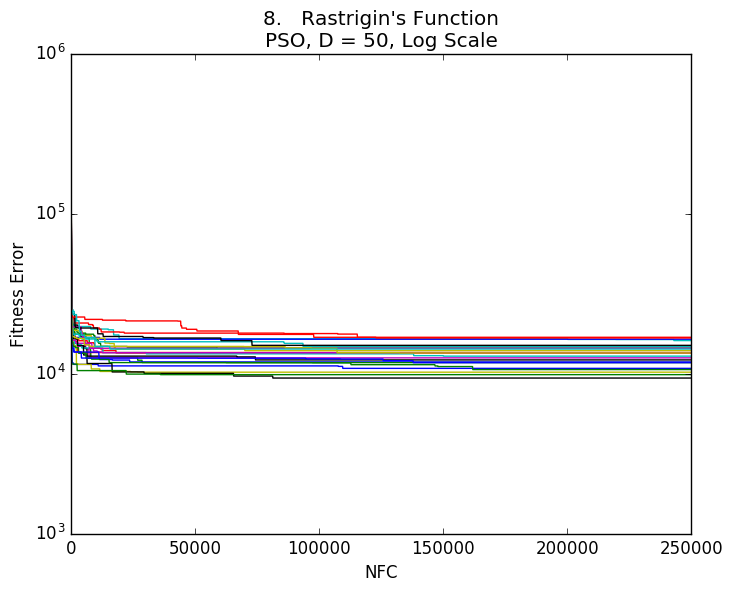 8.   Rastrigin's Function
PSO, D = 50, Log Scale
10^6
10^5
10^4
10^3
Fitness Error
0 50000 100000 150000 200000 250000
NFC